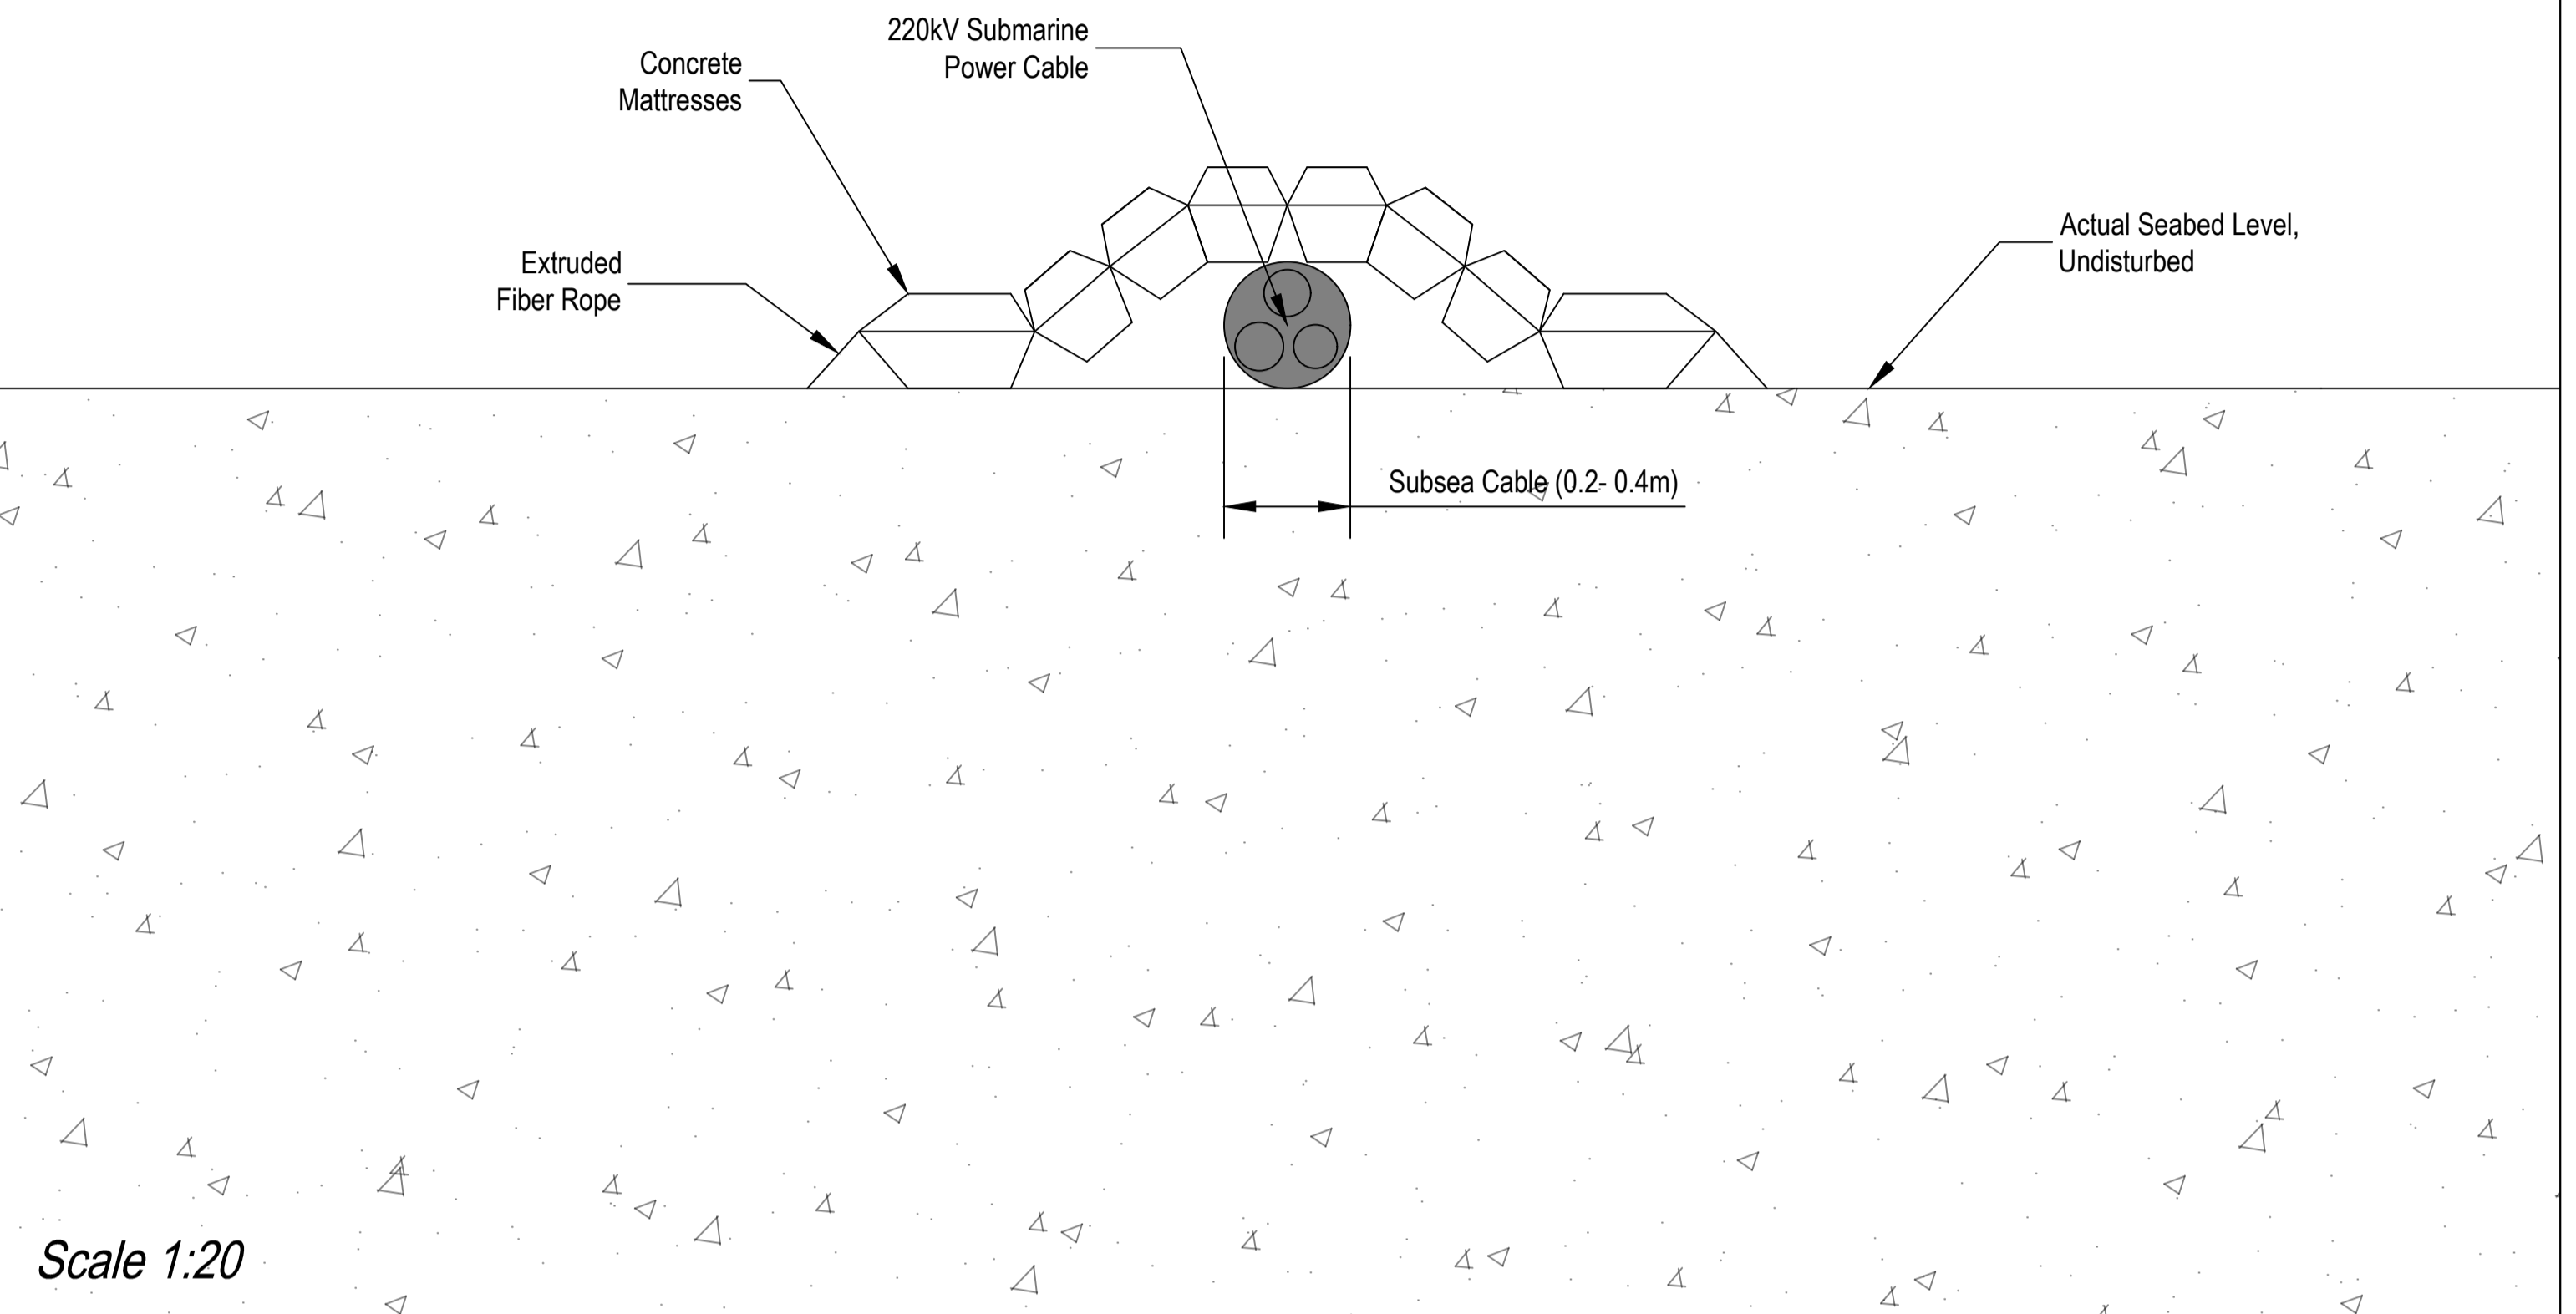 220kV Submarine
Power Cable
Concrete
Mattresses
Extruded
Fiber Rope
Actual Seabed Level,
Undisturbed
Subsea Cable (0.2- 0.4m)
Scale 1:20